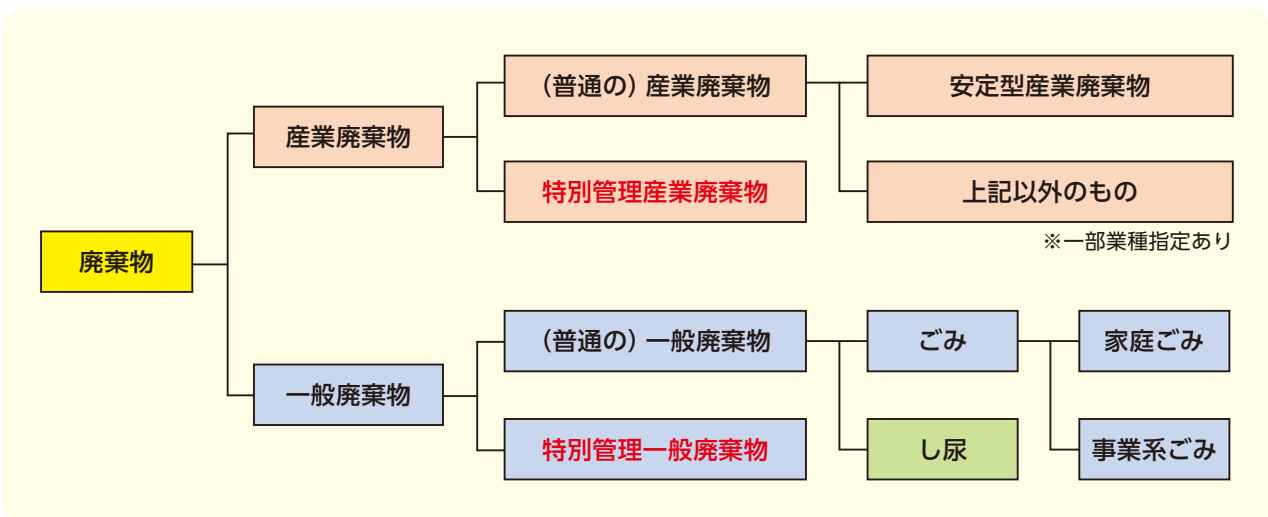 廃棄物
産業廃棄物
(普通の)産業廃棄物
安定型産業廃棄物
特別管理産業廃棄物
上記以外のもの
※一部業種指定あり
一般廃棄物
(普通の)一般廃棄物
ごみ
家庭ごみ
特別管理一般廃棄物
し尿
事業系ごみ